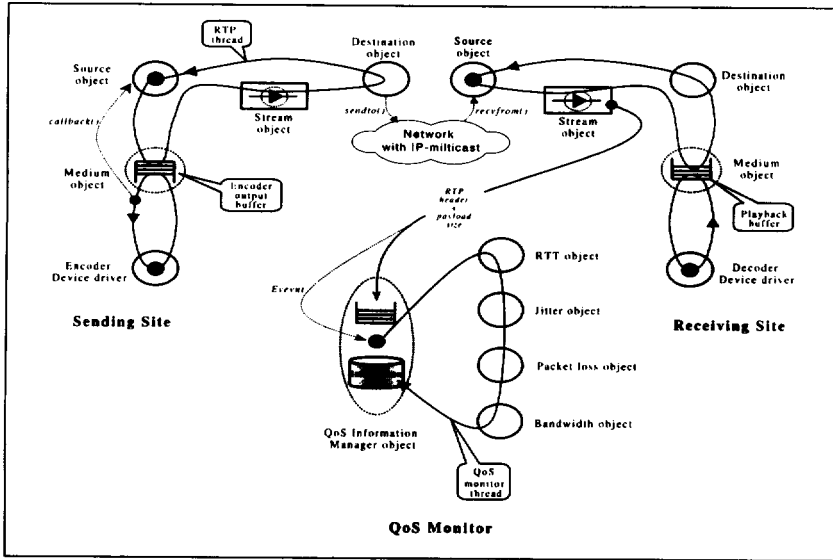 RTP
thread
Source
object
Destination
object
Source
object
Destination
object
callback()
Stream
object
sendto()
recvfrom()
Stream
object
Network
with IP-milticast
Medium
object
Encoder
output
buffer
Medium
object
Playback
buffer
RTP
header
+
payload
size
Encoder
Device driver
Decoder
Device driver
Sending Site
Receiving Site
Event
RTT object
Jitter object
Packet loss object
Bandwidth object
QoS Information
Manager object
QoS
monitor
thread
QoS Monitor